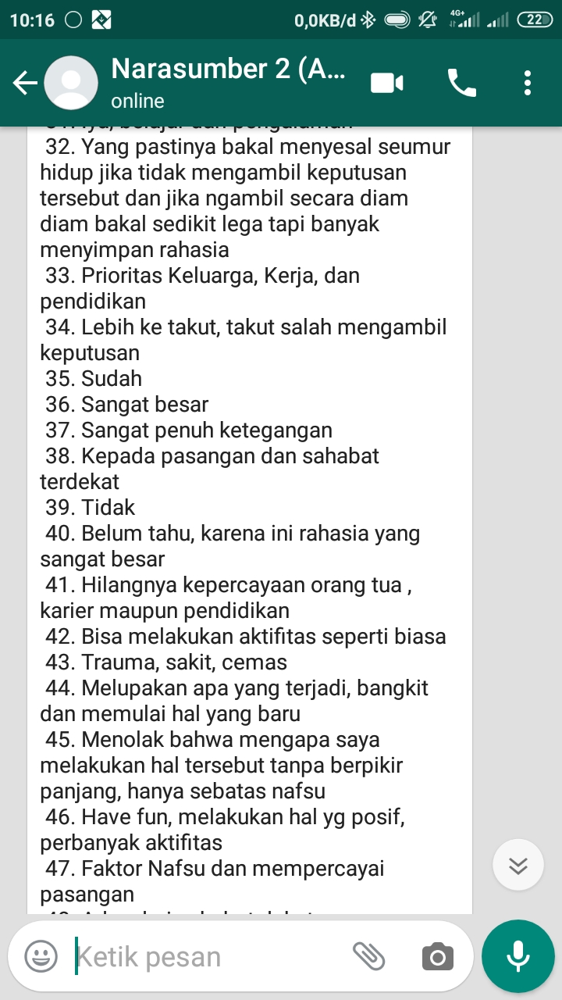 10:16
0,0KB/d
4G+
22
Narasumber 2 (A...
online
32. Yang pastinya bakal menyesal seumur
hidup jika tidak mengambil keputusan
tersebut dan jika ngambil secara diam
diam bakal sedikit lega tapi banyak
menyimpan rahasia
33. Prioritas Keluarga, Kerja, dan
pendidikan
34. Lebih ke takut, takut salah mengambil
keputusan
35. Sudah
36. Sangat besar
37. Sangat penuh ketegangan
38. Kepada pasangan dan sahabat
terdekat
39. Tidak
40. Belum tahu, karena ini rahasia yang
sangat besar
41. Hilangnya kepercayaan orang tua ,
karier maupun pendidikan
42. Bisa melakukan aktifitas seperti biasa
43. Trauma, sakit, cemas
44. Melupakan apa yang terjadi, bangkit
dan memulai hal yang baru
45. Menolak bahwa mengapa saya
melakukan hal tersebut tanpa berpikir
panjang, hanya sebatas nafsu
46. Have fun, melakukan hal yg posif,
perbanyak aktifitas
47. Faktor Nafsu dan mempercayai
pasangan
Ketik pesan